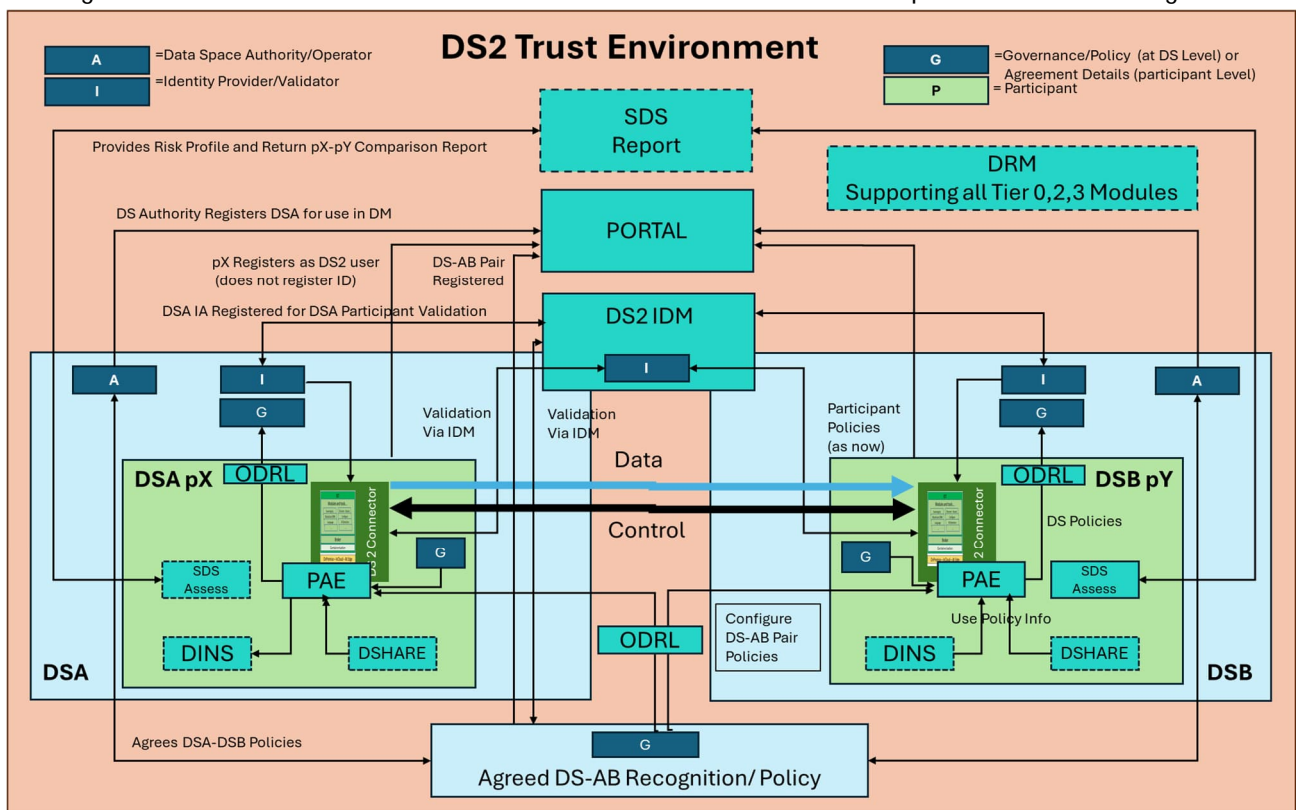 DS2 Trust Environment
A
=Data Space Authority/Operator
I
=Identity Provider/Validator
G
=Governance/Policy (at DS Level) or
Agreement Details (participant Level)
P
= Participant
SDS
Report
Provides Risk Profile and Return pX-pY Comparison Report
DRM
Supporting all Tier 0,2,3 Modules
DS Authority Registers DSA for use in DM
PORTAL
pX Registers as DS2 user
(does not register ID)
DS-AB Pair
Registered
DSA IA Registered for DSA Participant Validation
DS2 IDM
I
A
I
G
I
G
A
Validation
Via IDM
Validation
Via IDM
Participant
Policies
(as now)
DSA pX
ODRL
Data
ODRL
DSB pY
Control
DS Policies
G
G
SDS
Assess
PAE
PAE
SDS
Assess
Use Policy Info
DINS
DSHARE
ODRL
Configure
DS-AB Pair
Policies
DINS
DSHARE
DSA
DSB
Agrees DSA-DSB Policies
G
Agreed DS-AB Recognition/ Policy